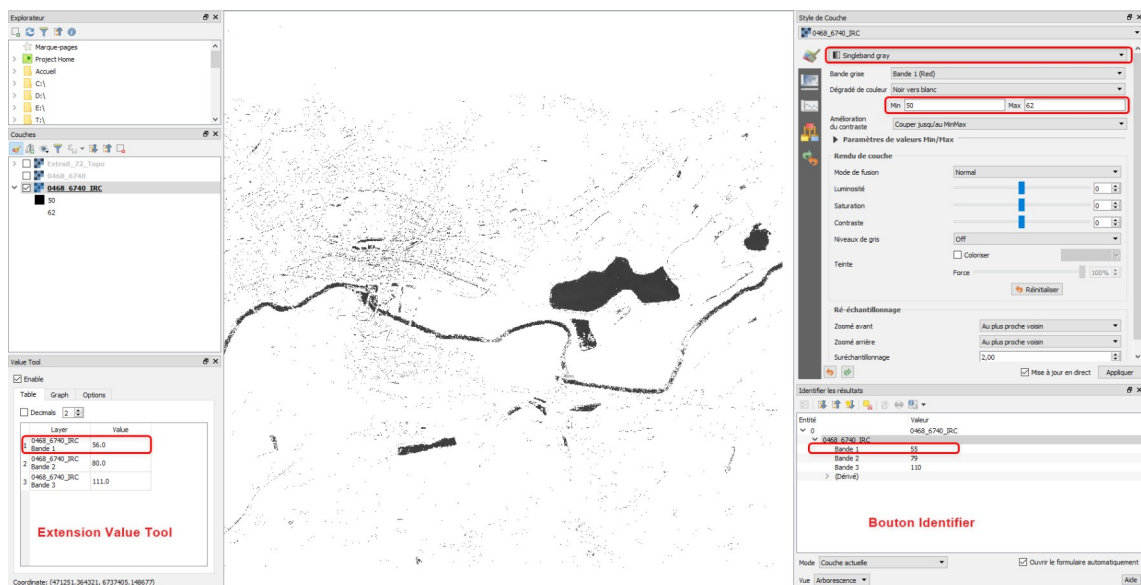 Explorateur
Marque-pages
Project Home
Accueil
C:\
D:\
E:\
T:\
Couches
Extrait_72_Topo
0468_6740
0468_6740_IRC
50
62
Value Tool
Enable
Table Graph Options
Decimals 2
Layer Value
1 0468_6740_IRC Bande 1 56.0
2 0468_6740_IRC Bande 2 80.0
3 0468_6740_IRC Bande 3 111.0
Extension Value Tool
Coordinate: (471251.364321, 6737405.148677)
Style de Couche
0468_6740_IRC
Singleband gray
Bande grise Bande 1 (Red)
Dégradé de couleur Noir vers blanc
Min 50 Max 62
Amélioration du contraste Couper jusqu'au MinMax
Paramètres de valeurs Min/Max
Rendu de couche
Mode de fusion Normal
Luminosité 0
Saturation 0
Contraste 0
Niveaux de gris Off
Teinte Coloriser
Force 100%
Réinitialiser
Ré-échantillonnage
Zoomé avant Au plus proche voisin
Zoomé arrière Au plus proche voisin
Suréchantillonnage 2,00
Mise à jour en direct Appliquer
Identifier les résultats
Entité Valeur
0 0468_6740_IRC
0468_6740_IRC
Bande 1 55
Bande 2 79
Bande 3 110
(Dérivé)
Bouton Identifier
Mode Couche actuelle Ouvrir le formulaire automatiquement
Vue Arborescence Aide